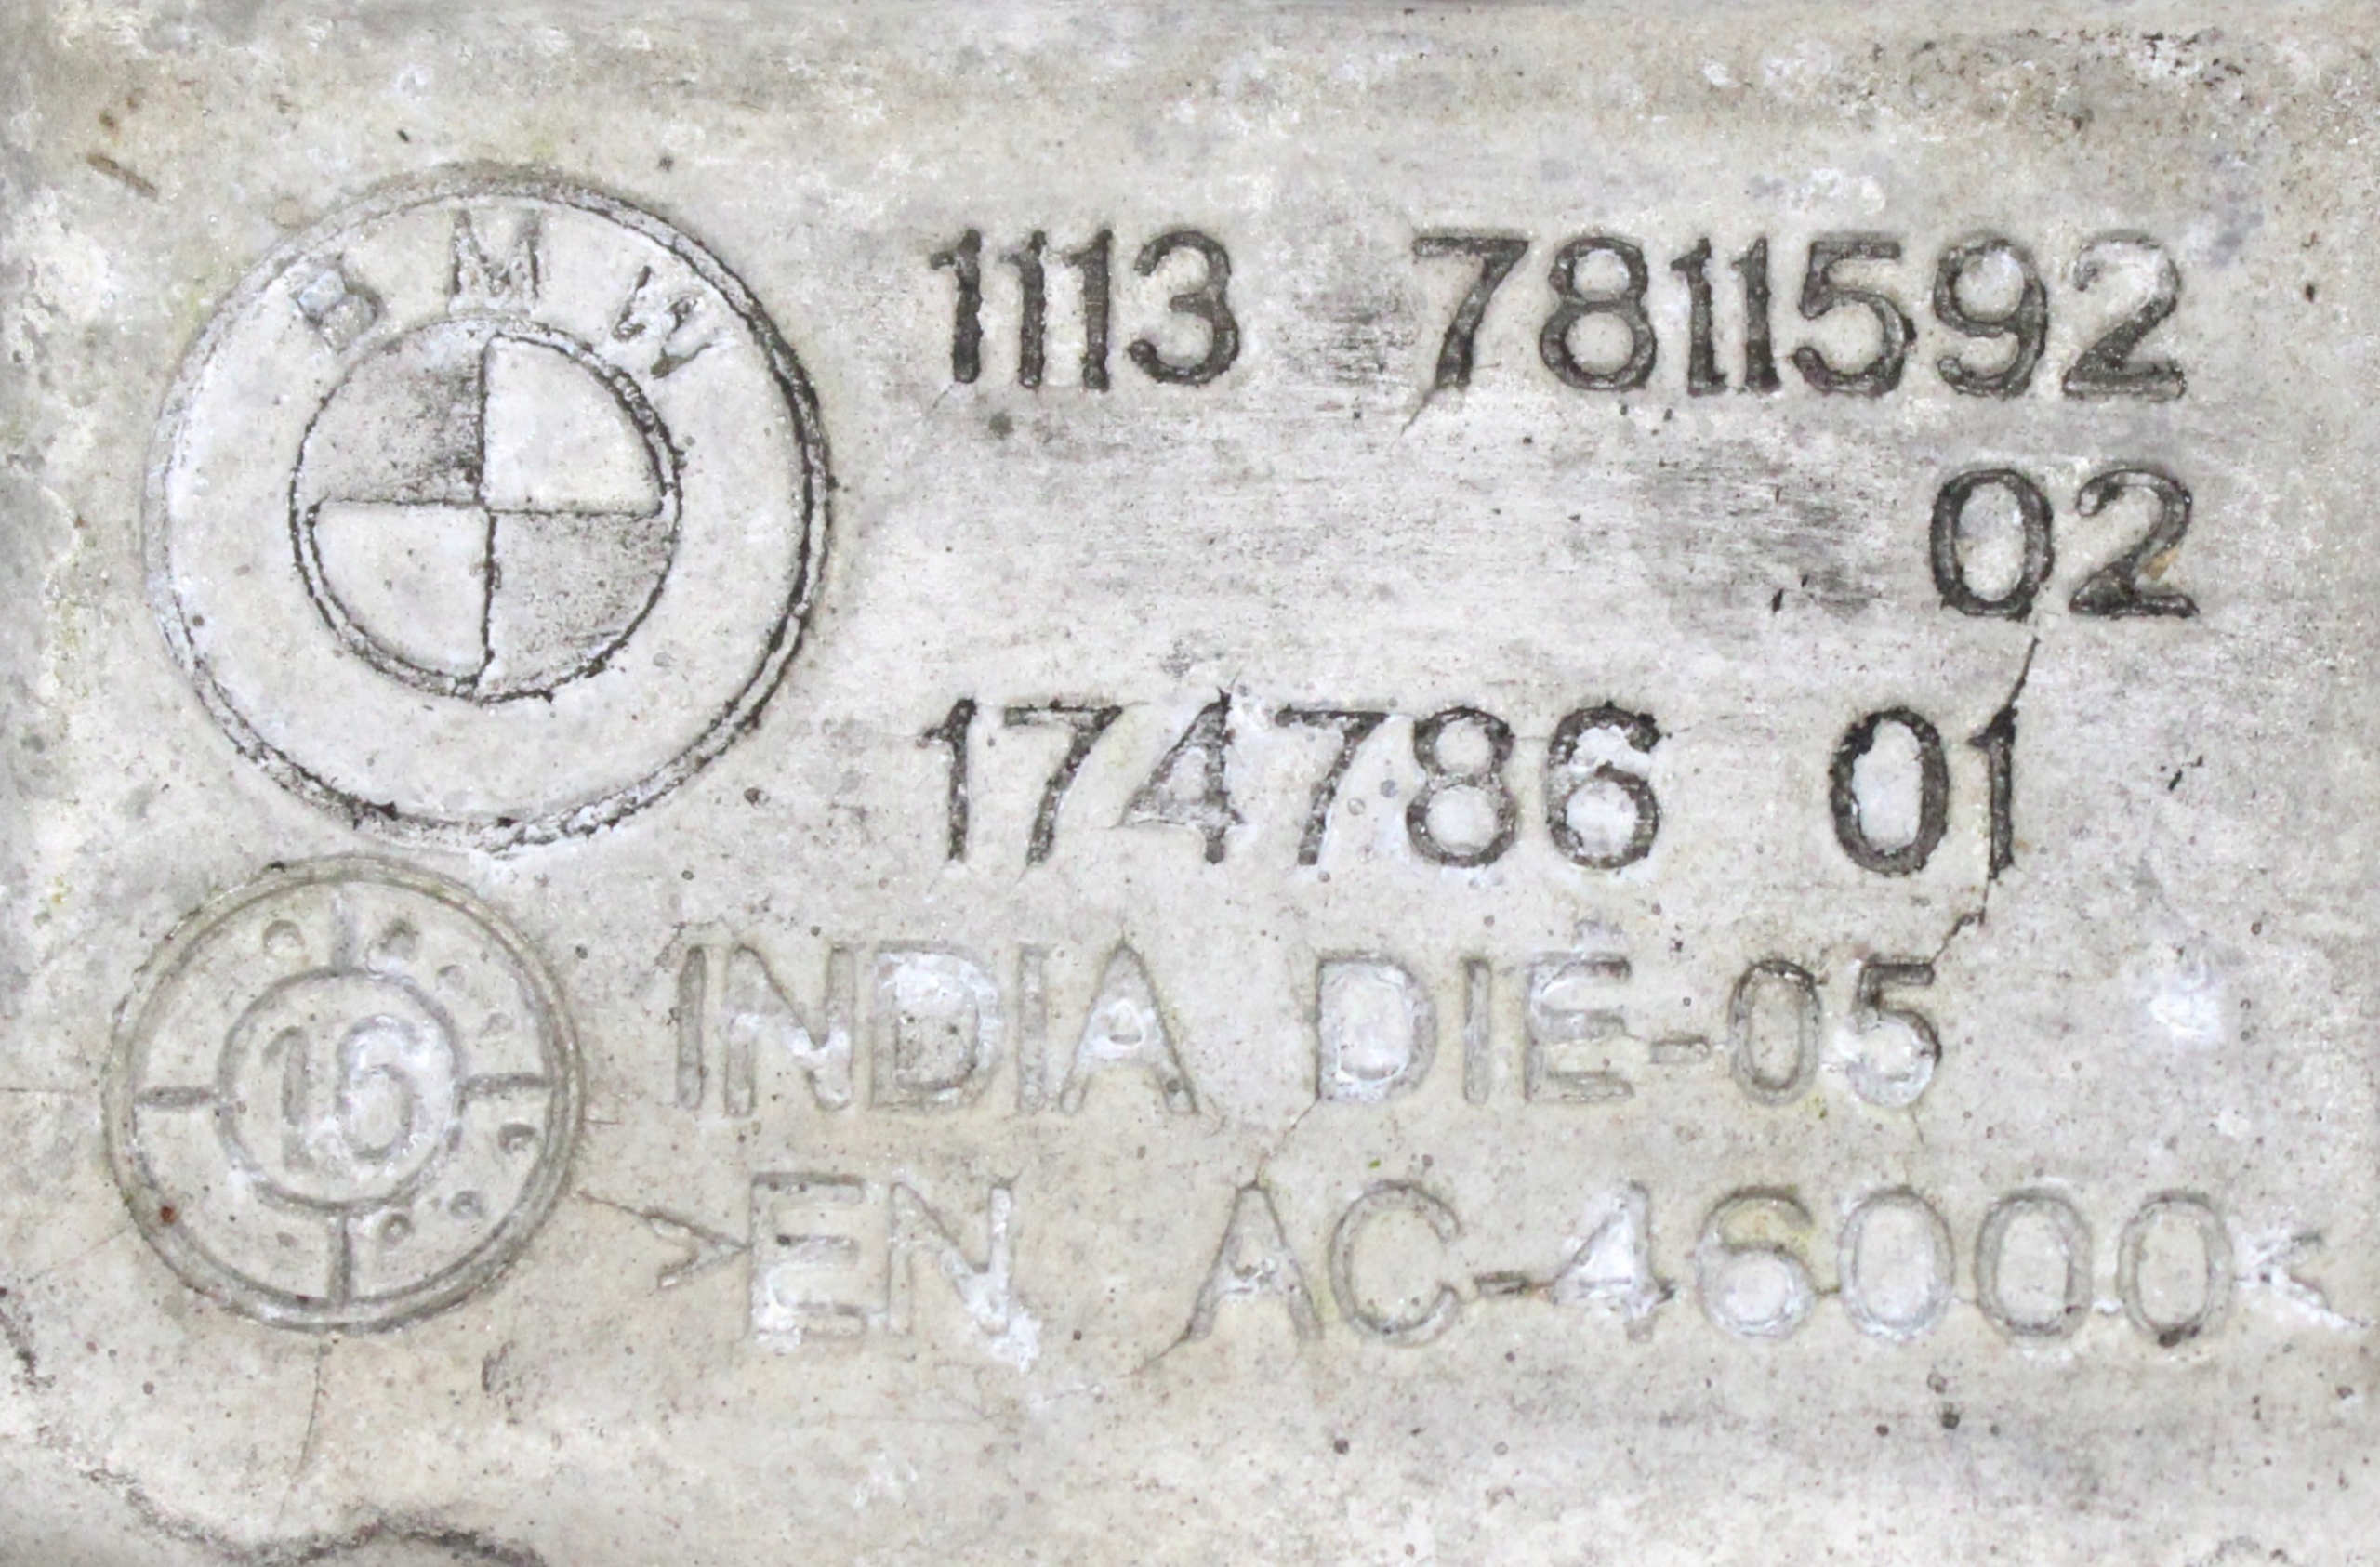 BMW
1113 7811592
02
174786 01
16
INDIA DIE-05
>EN AC-46000<